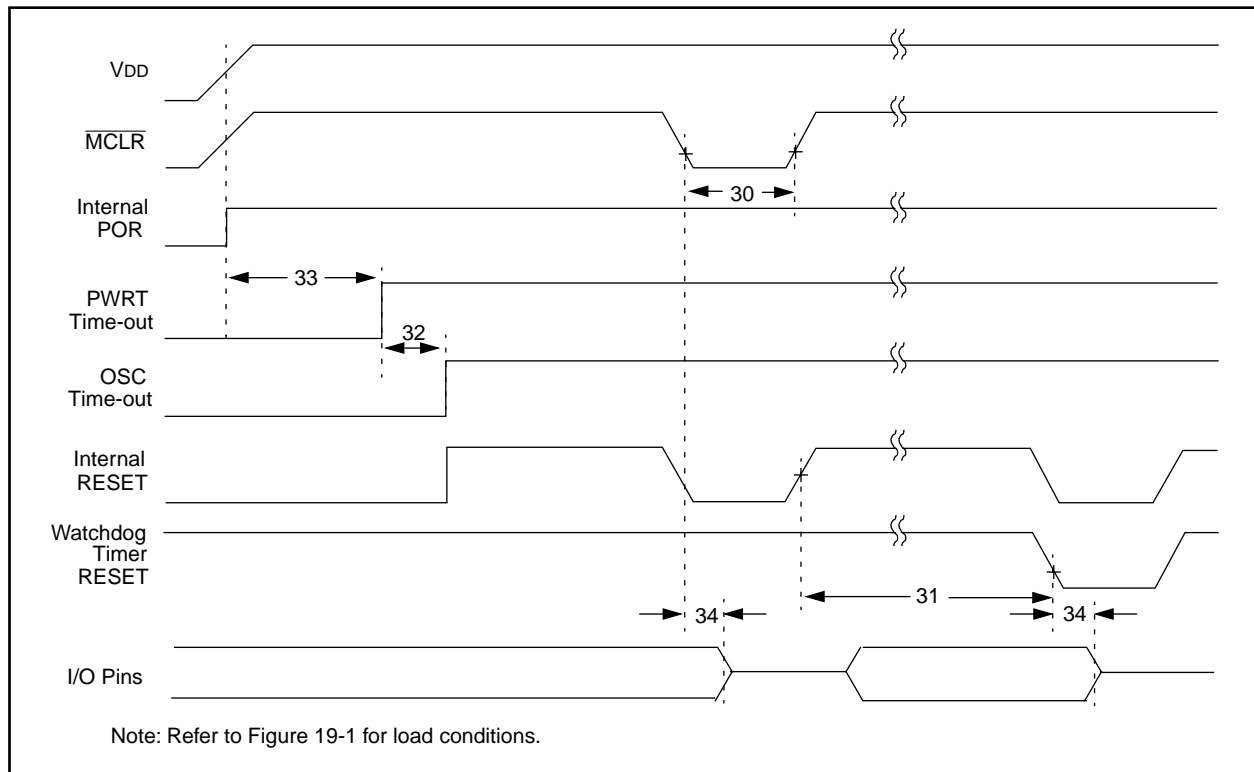 VDD
MCLR
30
Internal
POR
33
PWRT
Time-out
32
OSC
Time-out
Internal
RESET
Watchdog
Timer
RESET
31
34
34
I/O Pins
Note: Refer to Figure 19-1 for load conditions.